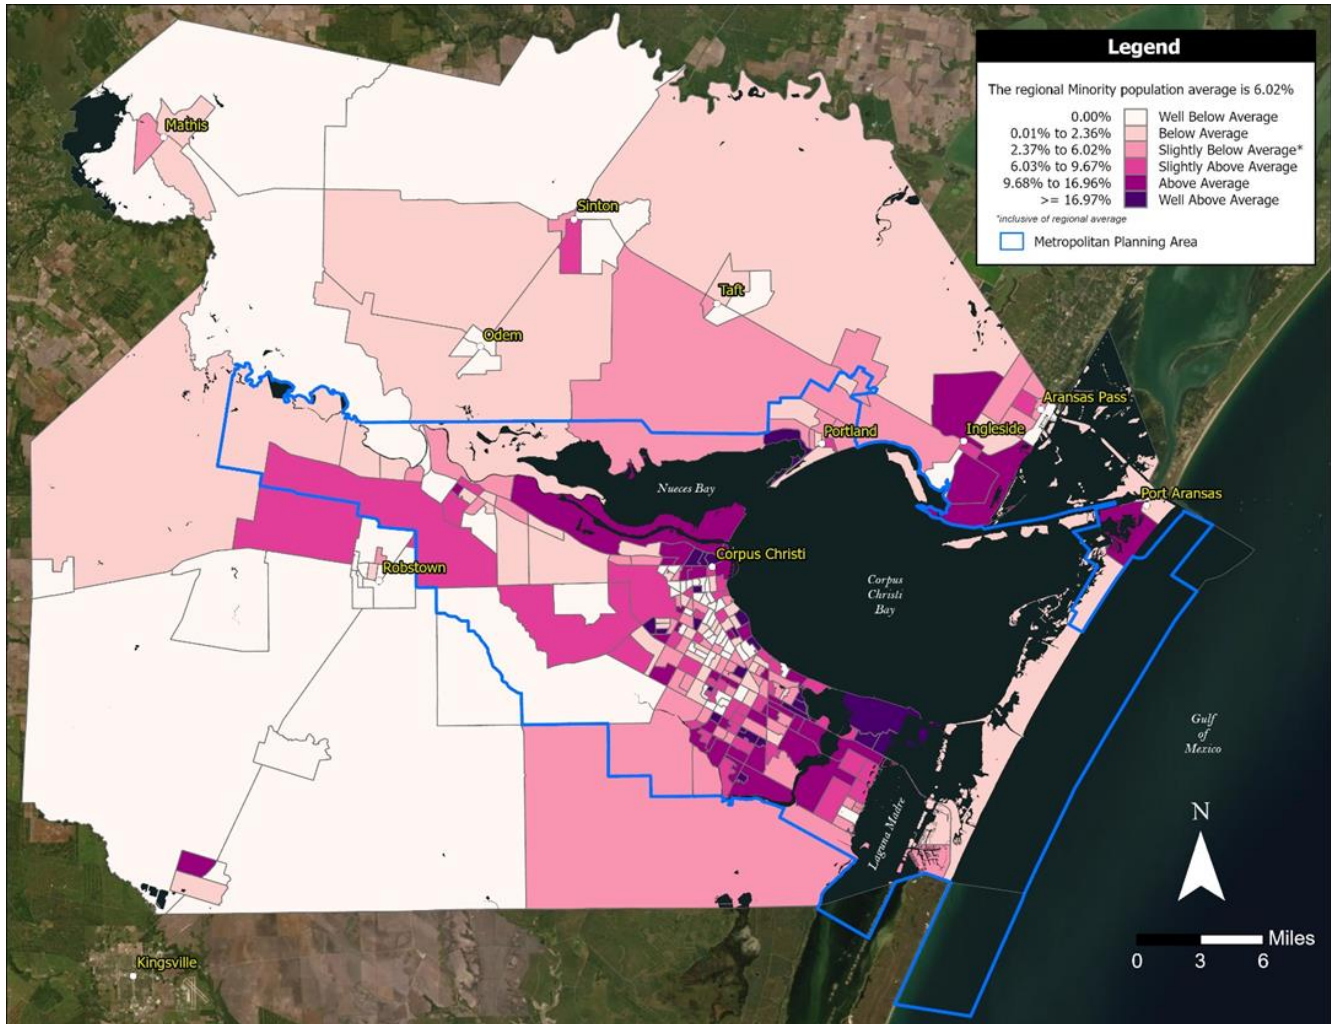 Legend
The regional Minority population average is 6.02%
0.00% Well Below Average
0.01% to 2.36% Below Average
2.37% to 6.02% Slightly Below Average*
6.03% to 9.67% Slightly Above Average
9.68% to 16.96% Above Average
>= 16.97% Well Above Average
*inclusive of regional average
Metropolitan Planning Area
Mathis
Sinton
Taft
Odem
Aransas Pass
Portland
Ingleside
Nueces Bay
Port Aransas
Corpus Christi
Robstown
Corpus
Christi
Bay
Gulf
of
Mexico
Laguna Madre
N
Miles
0 3 6
Kingsville